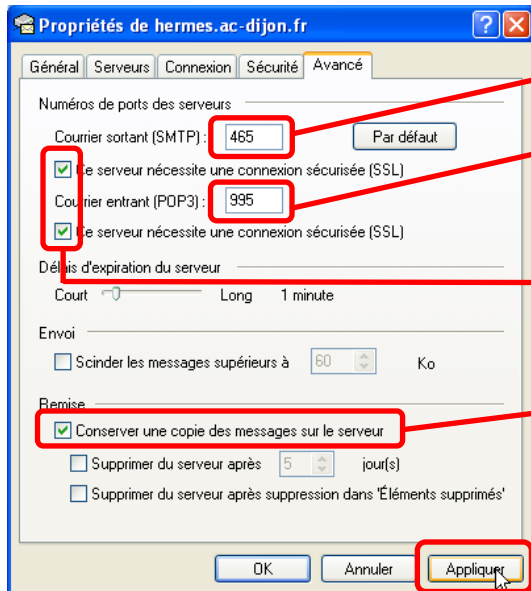 Propriétés de hermes.ac-dijon.fr
Général Serveurs Connexion Sécurité Avancé
Numéros de ports des serveurs
Courrier sortant (SMTP) : 465 Par défaut
Ce serveur nécessite une connexion sécurisée (SSL)
Courrier entrant (POP3) : 995
Ce serveur nécessite une connexion sécurisée (SSL)
Délais d'expiration du serveur
Court Long 1 minute
Envoi
Scinder les messages supérieurs à 60 Ko
Remise
Conserver une copie des messages sur le serveur
Supprimer du serveur après 5 jour(s)
Supprimer du serveur après suppression dans 'Éléments supprimés'
OK Annuler Appliquer